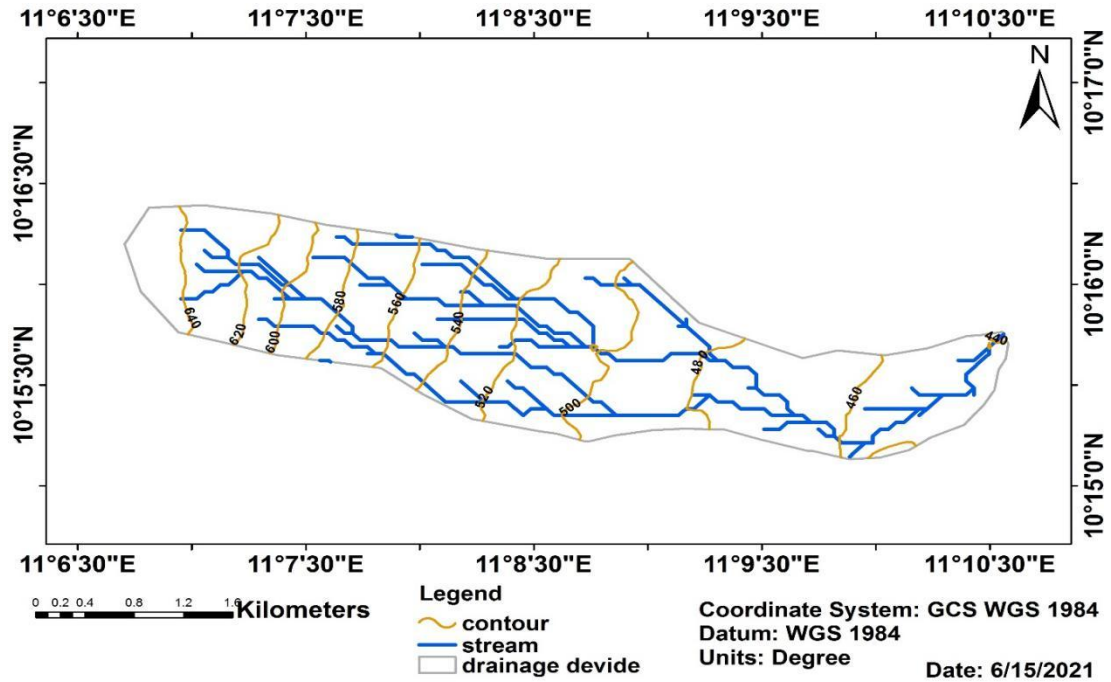 11°6'30"E 11°7'30"E 11°8'30"E 11°9'30"E 11°10'30"E
N
10°17'0"N
10°16'30"N
10°16'0"N
10°15'30"N
10°15'0"N
640
620
600
580
560
540
520
500
480
460
440
11°6'30"E 11°7'30"E 11°8'30"E 11°9'30"E 11°10'30"E
0 0.2 0.4 0.8 1.2 1.6
Kilometers
Legend
contour
stream
drainage devide
Coordinate System: GCS WGS 1984
Datum: WGS 1984
Units: Degree
Date: 6/15/2021